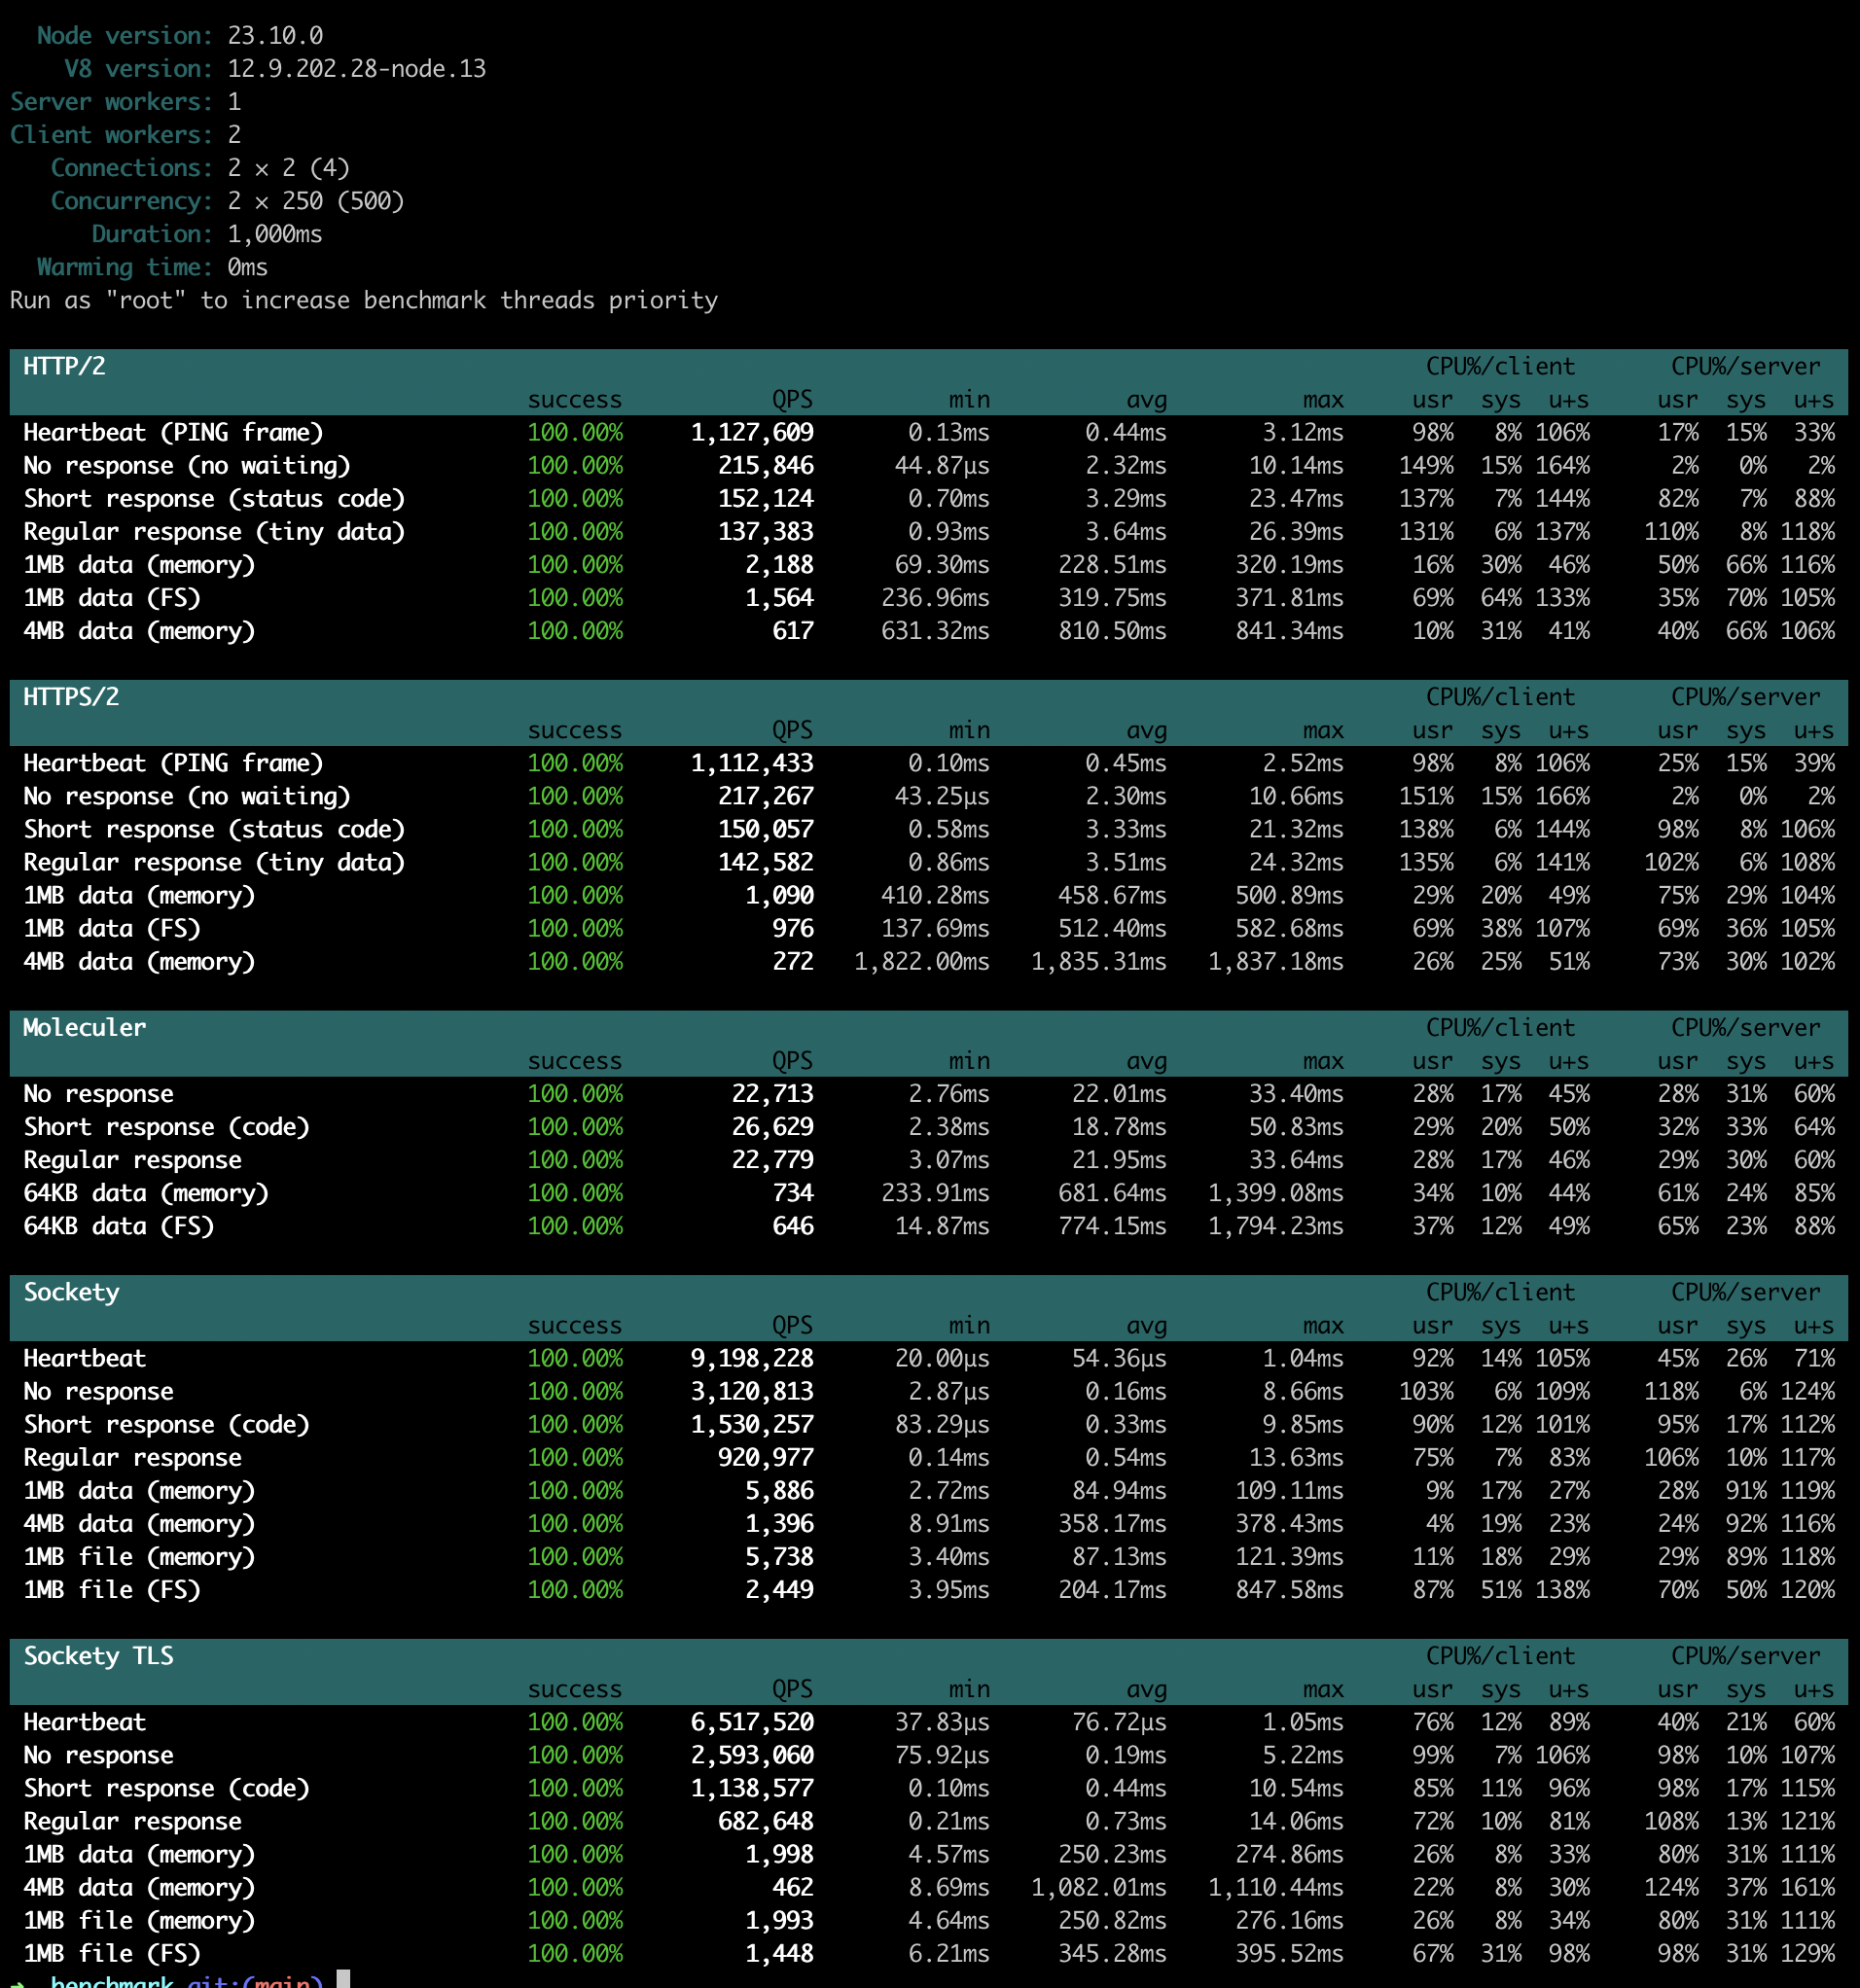 Node version: 23.10.0
V8 version: 12.9.202.28-node.13
Server workers: 1
Client workers: 2
Connections: 2 × 2 (4)
Concurrency: 2 × 250 (500)
Duration: 1,000ms
Warming time: 0ms
Run as "root" to increase benchmark threads priority
HTTP/2 CPU%/client CPU%/server
success QPS min avg max usr sys u+s usr sys u+s
Heartbeat (PING frame) 100.00% 1,127,609 0.13ms 0.44ms 3.12ms 98% 8% 106% 17% 15% 33%
No response (no waiting) 100.00% 215,846 44.87µs 2.32ms 10.14ms 149% 15% 164% 2% 0% 2%
Short response (status code) 100.00% 152,124 0.70ms 3.29ms 23.47ms 137% 7% 144% 82% 7% 88%
Regular response (tiny data) 100.00% 137,383 0.93ms 3.64ms 26.39ms 131% 6% 137% 110% 8% 118%
1MB data (memory) 100.00% 2,188 69.30ms 228.51ms 320.19ms 16% 30% 46% 50% 66% 116%
1MB data (FS) 100.00% 1,564 236.96ms 319.75ms 371.81ms 69% 64% 133% 35% 70% 105%
4MB data (memory) 100.00% 617 631.32ms 810.50ms 841.34ms 10% 31% 41% 40% 66% 106%
HTTPS/2 CPU%/client CPU%/server
success QPS min avg max usr sys u+s usr sys u+s
Heartbeat (PING frame) 100.00% 1,112,433 0.10ms 0.45ms 2.52ms 98% 8% 106% 25% 15% 39%
No response (no waiting) 100.00% 217,267 43.25µs 2.30ms 10.66ms 151% 15% 166% 2% 0% 2%
Short response (status code) 100.00% 150,057 0.58ms 3.33ms 21.32ms 138% 6% 144% 98% 8% 106%
Regular response (tiny data) 100.00% 142,582 0.86ms 3.51ms 24.32ms 135% 6% 141% 102% 6% 108%
1MB data (memory) 100.00% 1,090 410.28ms 458.67ms 500.89ms 29% 20% 49% 75% 29% 104%
1MB data (FS) 100.00% 976 137.69ms 512.40ms 582.68ms 69% 38% 107% 69% 36% 105%
4MB data (memory) 100.00% 272 1,822.00ms 1,835.31ms 1,837.18ms 26% 25% 51% 73% 30% 102%
Moleculer CPU%/client CPU%/server
success QPS min avg max usr sys u+s usr sys u+s
No response 100.00% 22,713 2.76ms 22.01ms 33.40ms 28% 17% 45% 28% 31% 60%
Short response (code) 100.00% 26,629 2.38ms 18.78ms 50.83ms 29% 20% 50% 32% 33% 64%
Regular response 100.00% 22,779 3.07ms 21.95ms 33.64ms 28% 17% 46% 29% 30% 60%
64KB data (memory) 100.00% 734 233.91ms 681.64ms 1,399.08ms 34% 10% 44% 61% 24% 85%
64KB data (FS) 100.00% 646 14.87ms 774.15ms 1,794.23ms 37% 12% 49% 65% 23% 88%
Sockety CPU%/client CPU%/server
success QPS min avg max usr sys u+s usr sys u+s
Heartbeat 100.00% 9,198,228 20.00µs 54.36µs 1.04ms 92% 14% 105% 45% 26% 71%
No response 100.00% 3,120,813 2.87µs 0.16ms 8.66ms 103% 6% 109% 118% 6% 124%
Short response (code) 100.00% 1,530,257 83.29µs 0.33ms 9.85ms 90% 12% 101% 95% 17% 112%
Regular response 100.00% 920,977 0.14ms 0.54ms 13.63ms 75% 7% 83% 106% 10% 117%
1MB data (memory) 100.00% 5,886 2.72ms 84.94ms 109.11ms 9% 17% 27% 28% 91% 119%
4MB data (memory) 100.00% 1,396 8.91ms 358.17ms 378.43ms 4% 19% 23% 24% 92% 116%
1MB file (memory) 100.00% 5,738 3.40ms 87.13ms 121.39ms 11% 18% 29% 29% 89% 118%
1MB file (FS) 100.00% 2,449 3.95ms 204.17ms 847.58ms 87% 51% 138% 70% 50% 120%
Sockety TLS CPU%/client CPU%/server
success QPS min avg max usr sys u+s usr sys u+s
Heartbeat 100.00% 6,517,520 37.83µs 76.72µs 1.05ms 76% 12% 89% 40% 21% 60%
No response 100.00% 2,593,060 75.92µs 0.19ms 5.22ms 99% 7% 106% 98% 10% 107%
Short response (code) 100.00% 1,138,577 0.10ms 0.44ms 10.54ms 85% 11% 96% 98% 17% 115%
Regular response 100.00% 682,648 0.21ms 0.73ms 14.06ms 72% 10% 81% 108% 13% 121%
1MB data (memory) 100.00% 1,998 4.57ms 250.23ms 274.86ms 26% 8% 33% 80% 31% 111%
4MB data (memory) 100.00% 462 8.69ms 1,082.01ms 1,110.44ms 22% 8% 30% 124% 37% 161%
1MB file (memory) 100.00% 1,993 4.64ms 250.82ms 276.16ms 26% 8% 34% 80% 31% 111%
1MB file (FS) 100.00% 1,448 6.21ms 345.28ms 395.52ms 67% 31% 98% 98% 31% 129%
➜ benchmark git:(main)